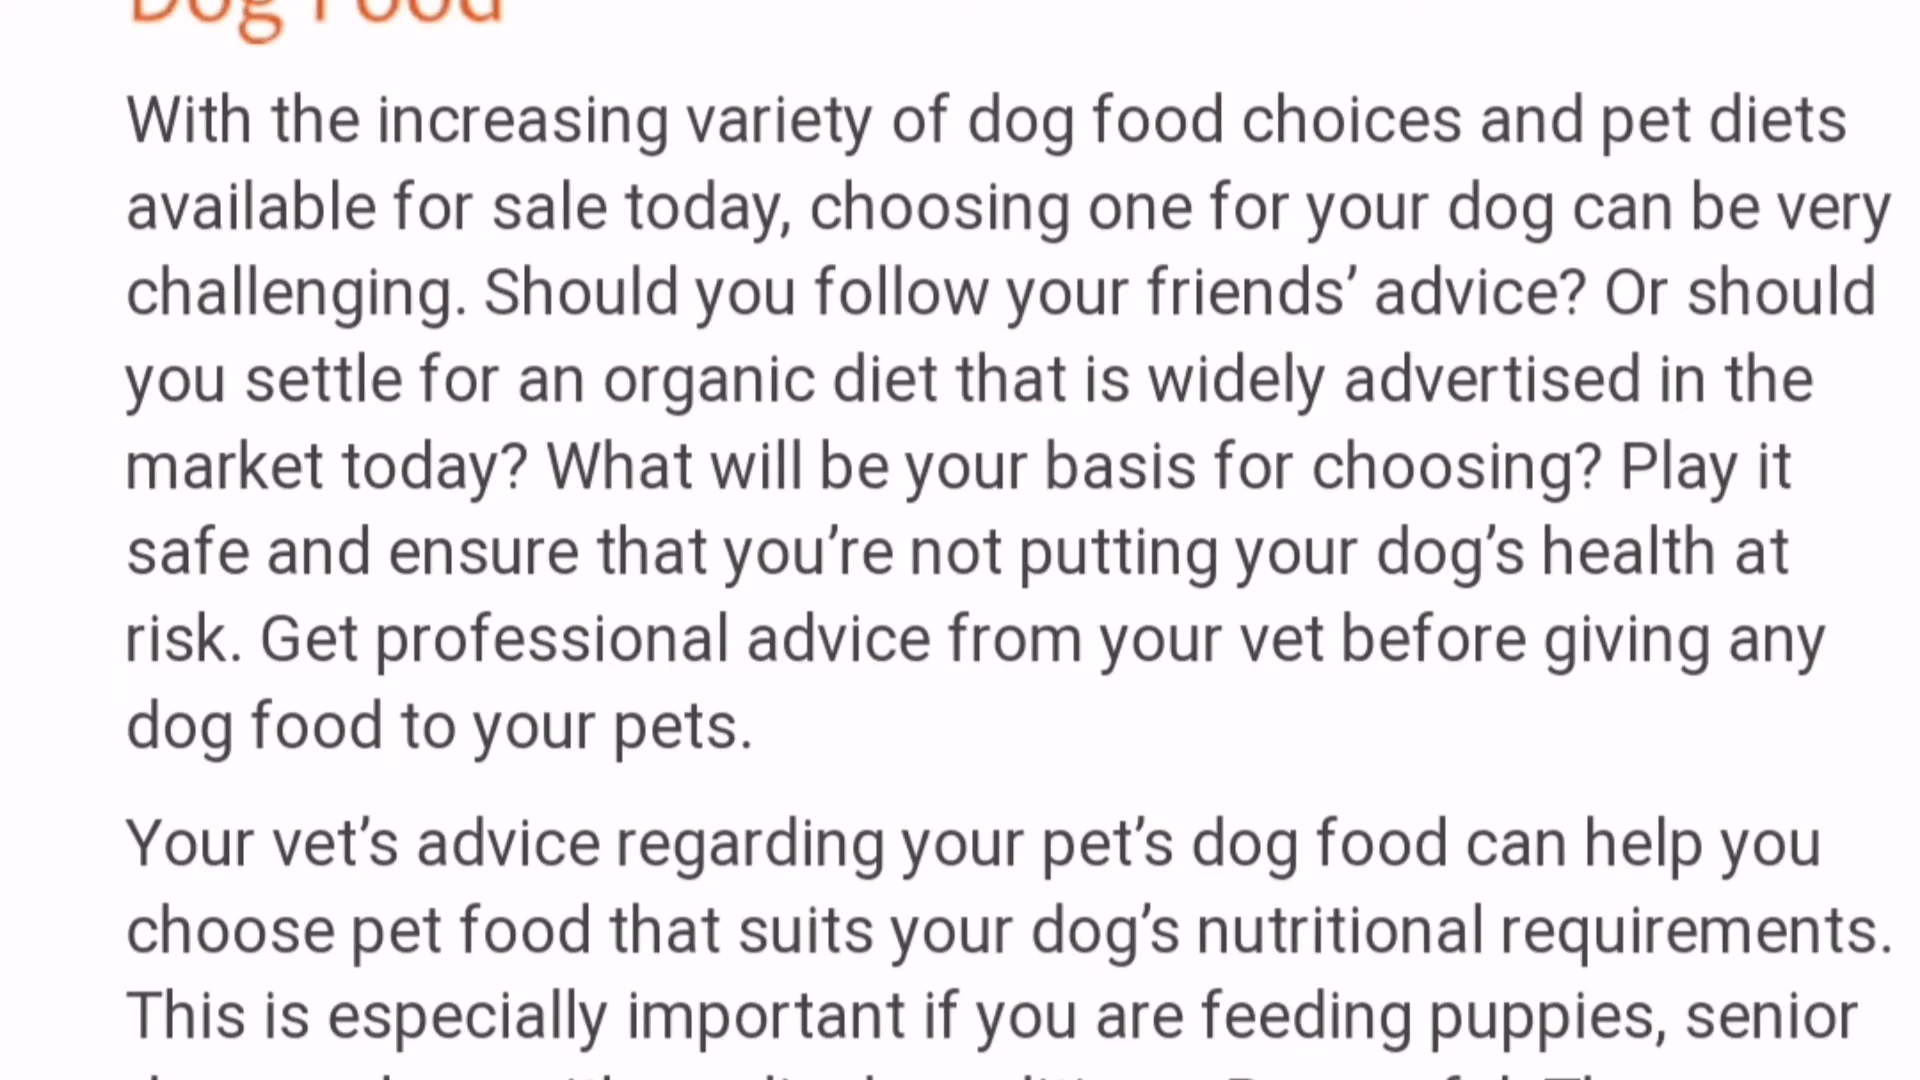 Dog Food
With the increasing variety of dog food choices and pet diets
available for sale today, choosing one for your dog can be very
challenging. Should you follow your friends’ advice? Or should
you settle for an organic diet that is widely advertised in the
market today? What will be your basis for choosing? Play it
safe and ensure that you’re not putting your dog’s health at
risk. Get professional advice from your vet before giving any
dog food to your pets.
Your vet’s advice regarding your pet’s dog food can help you
choose pet food that suits your dog’s nutritional requirements.
This is especially important if you are feeding puppies, senior